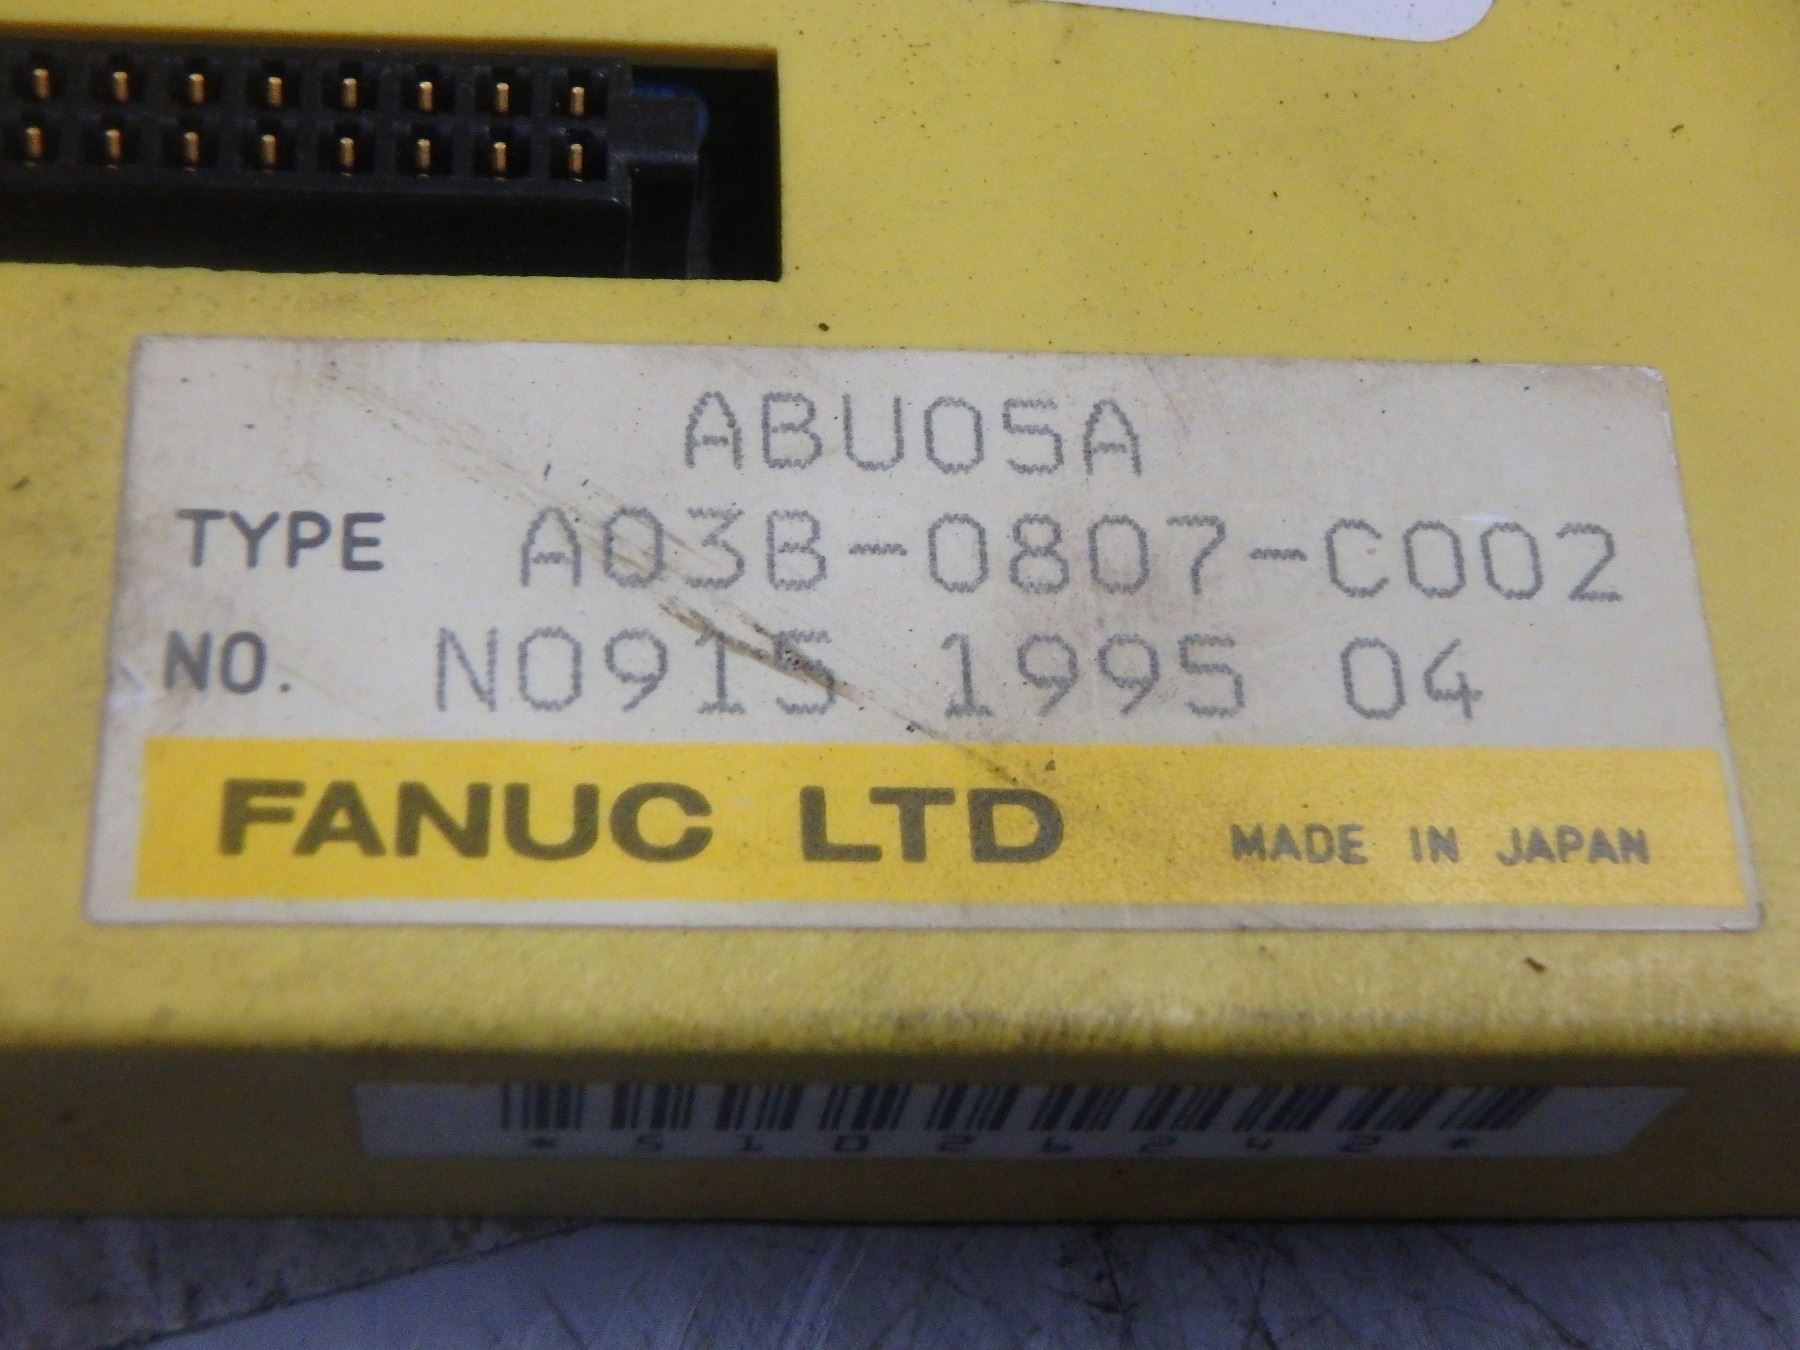 ABU05A
TYPE A03B-0807-C002
NO. N0915 1995 04
FANUC LTD MADE IN JAPAN